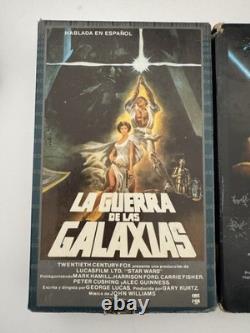 HABLADA EN ESPAÑOL
LA GUERRA
DE LAS
GALAXIAS
TWENTIETH CENTURY-FOX presenta una producción de
LUCASFILM, LTD. "STAR WARS"
Protagonizada por MARK HAMILL, HARRISON FORD, CARRIE FISHER,
PETER CUSHING y ALEC GUINNESS.
Escrita y dirigida por GEORGE LUCAS. Producida por GARY KURTZ.
Música de JOHN WILLIAMS
CBS
FOX